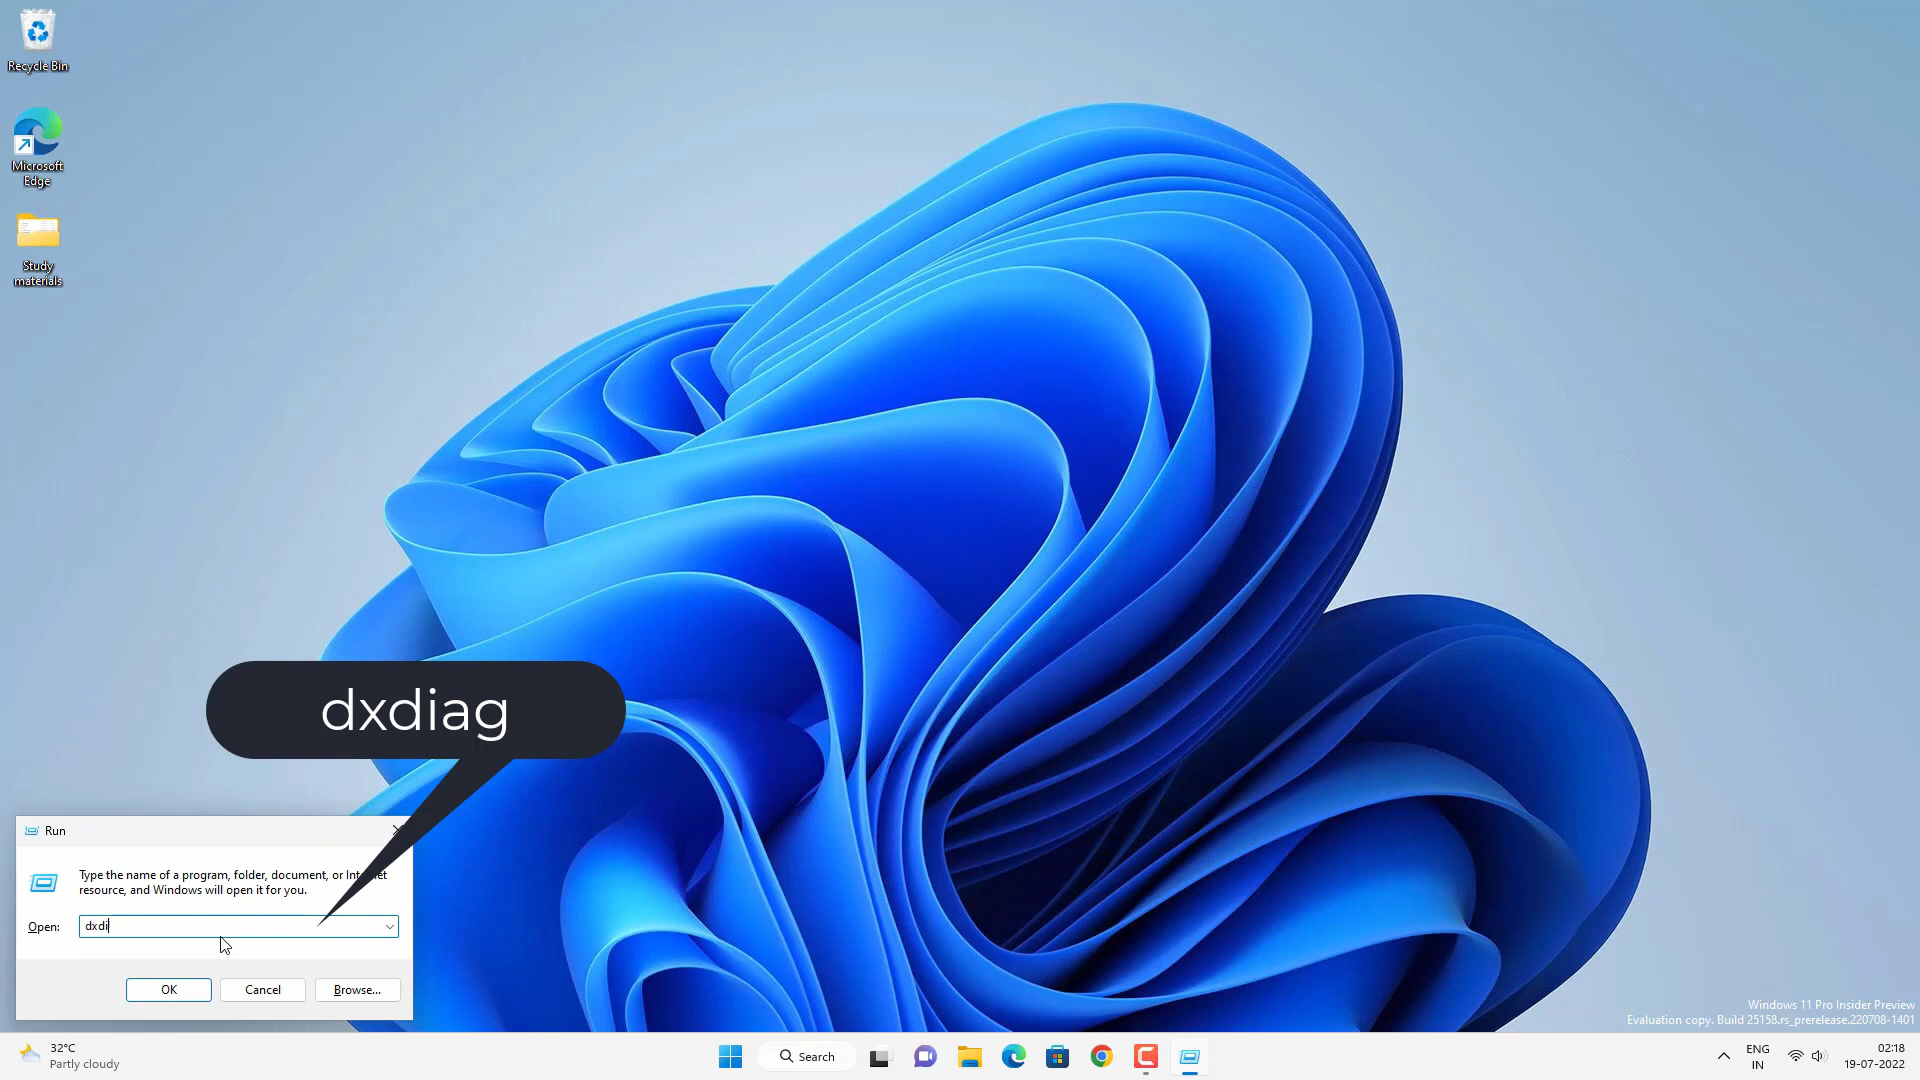 Recycle Bin
Microsoft
Edge
Study
materials
dxdiag
Run
Type the name of a program, folder, document, or Internet
resource, and Windows will open it for you.
Open:
dxdi
OK
Cancel
Browse...
Windows 11 Pro Insider Preview
Evaluation copy. Build 25158.rs_prerelease.220708-1401
32°C
Partly cloudy
Search
ENG
IN
02:18
19-07-2022